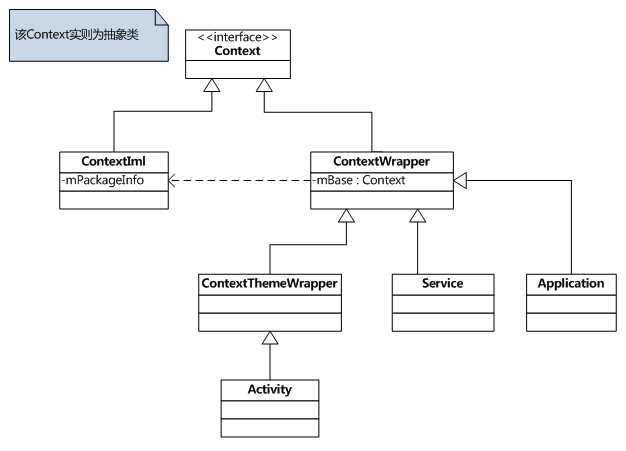 该Context实则为抽象类
<<interface>>
Context
ContextIml
-mPackageInfo
ContextWrapper
-mBase : Context
ContextThemeWrapper
Service
Application
Activity